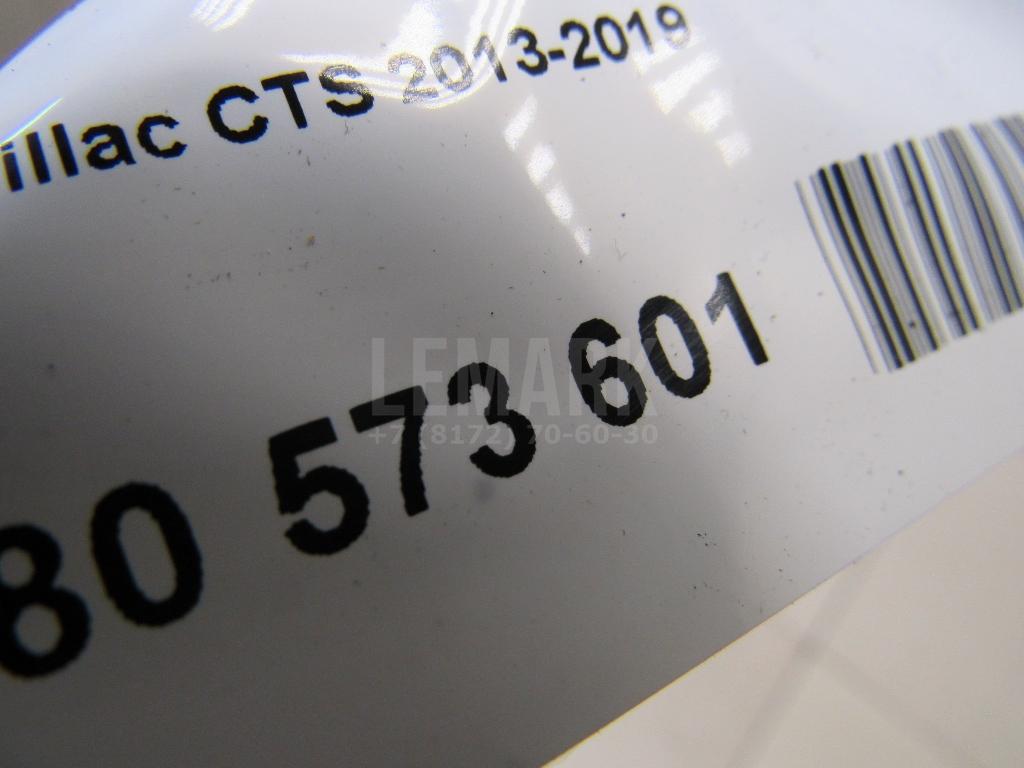 illac CTS 2013-2019
80 573 601
LEMARK
+7 (8172) 70-60-30